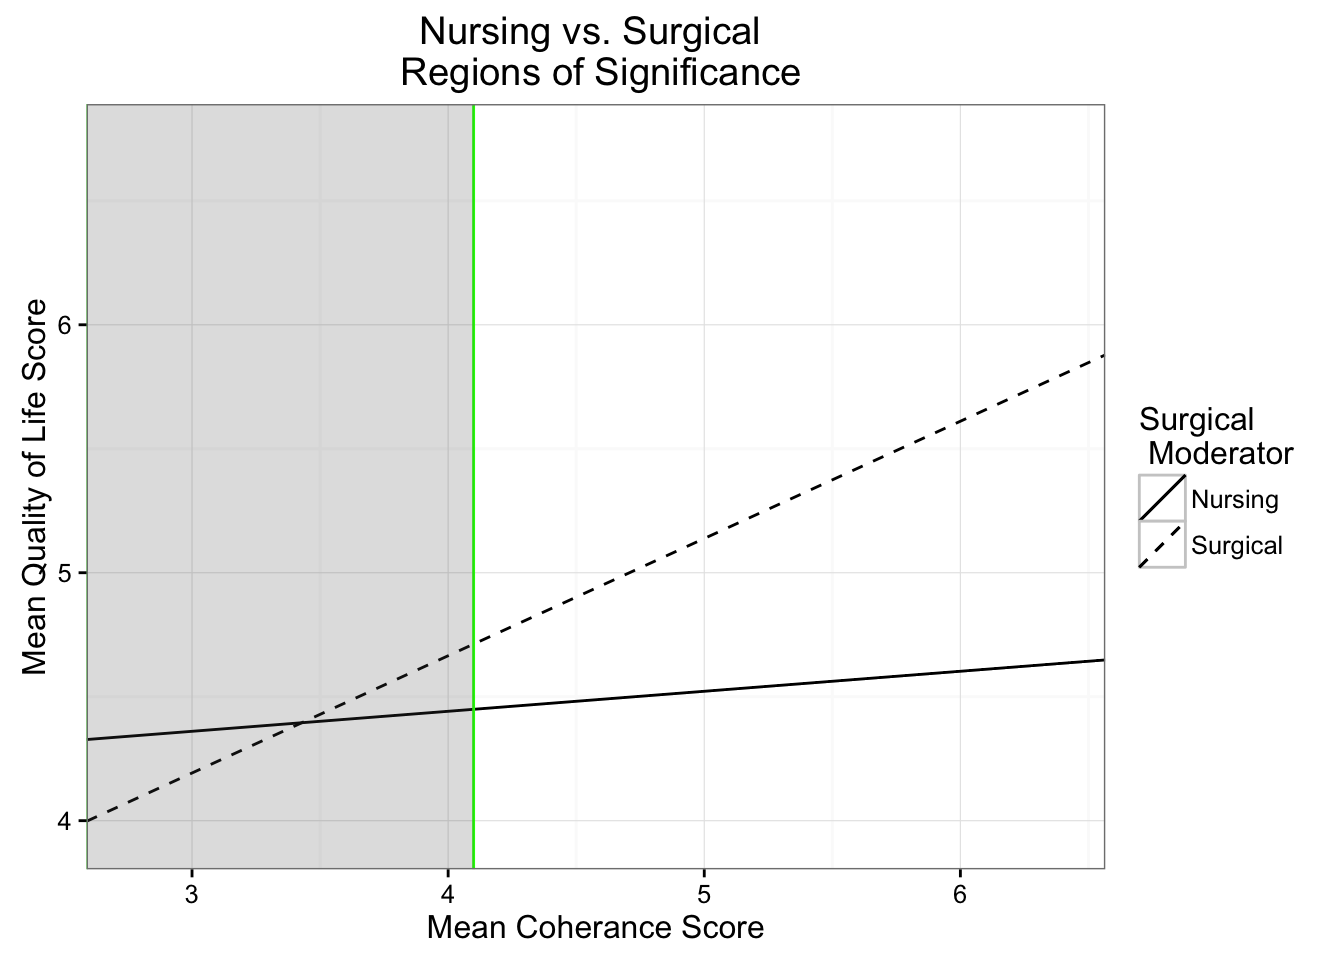 Nursing vs. Surgical
Regions of Significance
Mean Quality of Life Score
6
5
4
3
4
5
6
Mean Coherance Score
Surgical
Moderator
Nursing
Surgical